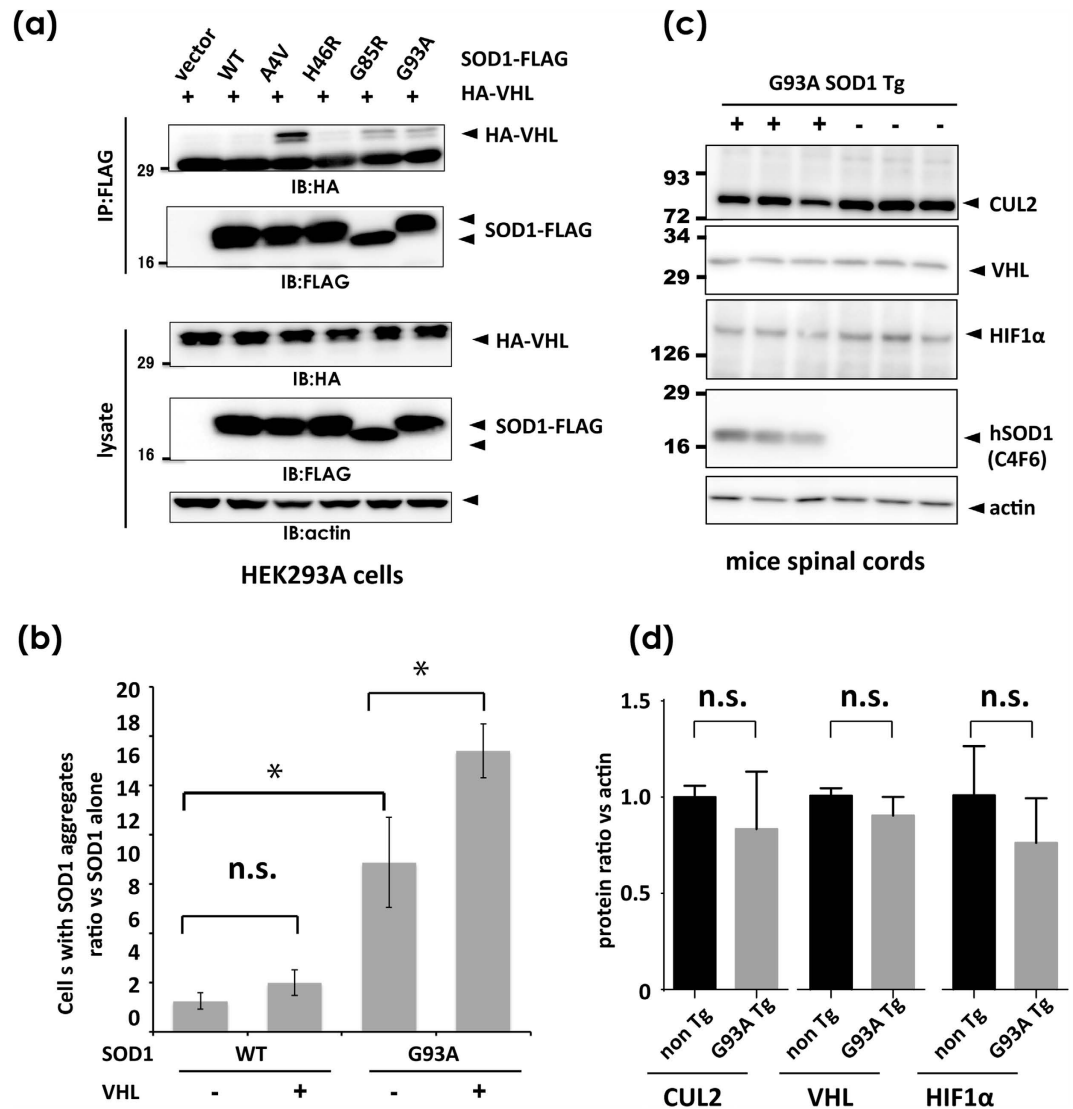 (a)
vector WT A4V H46R G85R G93A SOD1-FLAG
+ + + + + + HA-VHL
IP:FLAG
HA-VHL
29
IB:HA
SOD1-FLAG
16
IB:FLAG
lysate
HA-VHL
29
IB:HA
SOD1-FLAG
16
IB:FLAG
IB:actin
HEK293A cells
(c)
G93A SOD1 Tg
+ + + - - -
93
CUL2
72
34
VHL
29
HIF1α
126
29
hSOD1
16
(C4F6)
actin
mice spinal cords
(b)
Cell s with SOD1 aggregates
ratio vs SOD1 alone
20
18
16
14
12
10
8
6
4
2
0
n.s.
*
*
SOD1 WT G93A
VHL - + - +
(d)
protein ratio vs actin
1.5
1.0
0.5
0
n.s. n.s. n.s.
non Tg G93A Tg non Tg G93A Tg non Tg G93A Tg
CUL2 VHL HIF1α